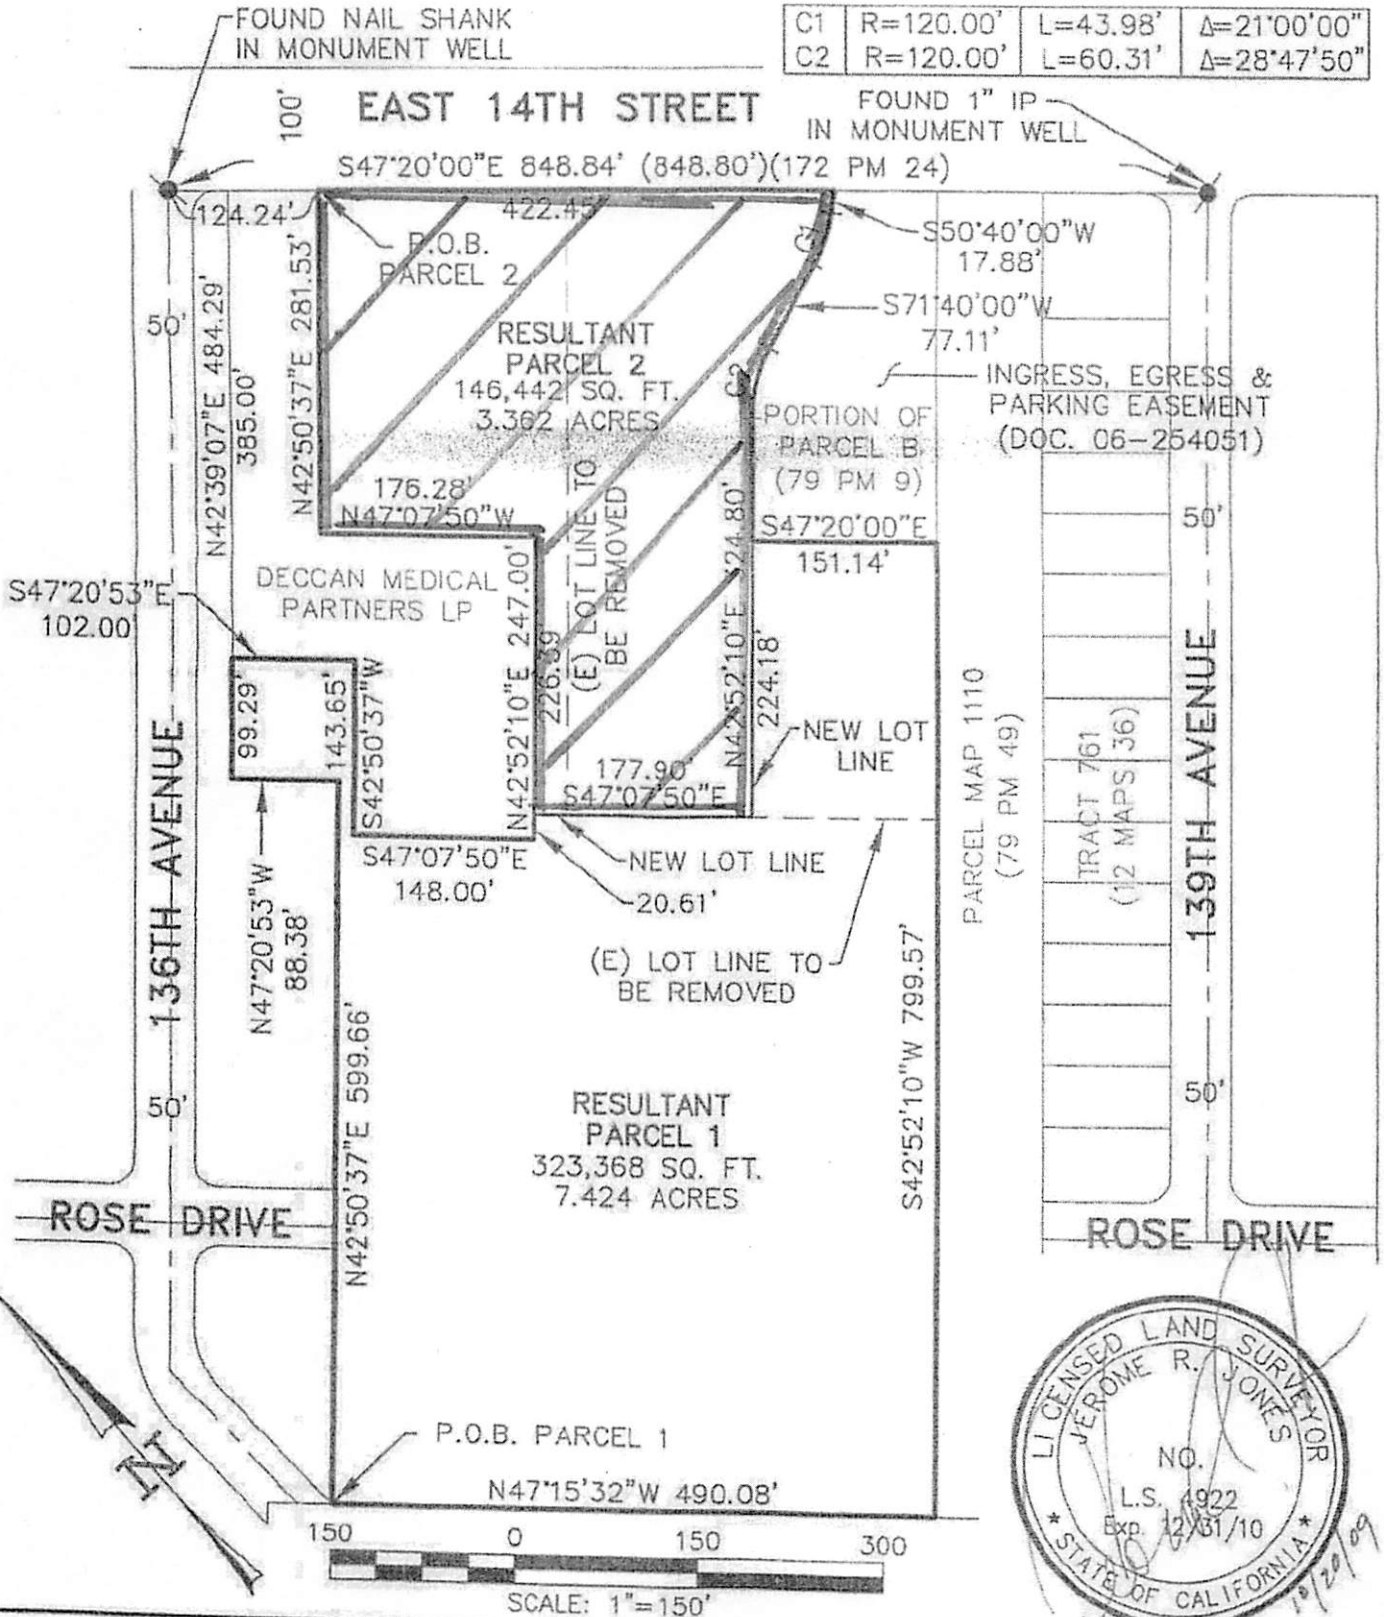 FOUND NAIL SHANK
IN MONUMENT WELL
C1 R=120.00' L=43.98' Δ=21°00'00"
C2 R=120.00' L=60.31' Δ=28°47'50"
100'
EAST 14TH STREET
FOUND 1" IP
IN MONUMENT WELL
S47°20'00"E 848.84' (848.80')(172 PM 24)
124.24'
422.45'
P.O.B.
PARCEL 2
C1
S50°40'00"W
17.88'
S71°40'00"W
77.11'
50'
N42°39'07"E 484.29'
385.00'
N42°50'37"E 281.53'
RESULTANT
PARCEL 2
146,442 SQ. FT.
3.362 ACRES
C2
INGRESS, EGRESS &
PARKING EASEMENT
(DOC. 06-254051)
PORTION OF
PARCEL B
(79 PM 9)
176.28'
N47°07'50"W
(E) LOT LINE TO
BE REMOVED
S47°20'00"E
151.14'
50'
DECCAN MEDICAL
PARTNERS LP
S47°20'53"E
102.00'
N42°52'10"E 247.00'
226.39
N42°52'10"E 224.80'
224.18'
99.29'
143.65'
S42°50'37"W
NEW LOT
LINE
177.90'
S47°07'50"E
PARCEL MAP 1110
(79 PM 49)
TRACT 761
(12 MAPS 36)
139TH AVENUE
136TH AVENUE
N47°20'53"W
88.38'
S47°07'50"E
148.00'
NEW LOT LINE
20.61'
(E) LOT LINE TO
BE REMOVED
S42°52'10"W 799.57'
N42°50'37"E 599.66'
50'
50'
RESULTANT
PARCEL 1
323,368 SQ. FT.
7.424 ACRES
ROSE DRIVE
ROSE DRIVE
N
P.O.B. PARCEL 1
N47°15'32"W 490.08'
150 0 150 300
SCALE: 1"=150'
LICENSED LAND SURVEYOR
JEROME R. JONES
NO.
L.S. 4922
Exp. 12/31/10
★ STATE OF CALIFORNIA ★
10/20/09